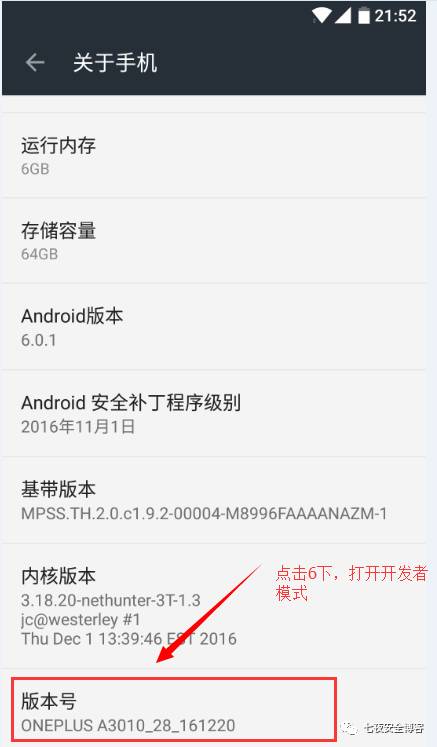 21:52
关于手机
运行内存
6GB
存储容量
64GB
Android版本
6.0.1
Android 安全补丁程序级别
2016年11月1日
基带版本
MPSS.TH.2.0.c1.9.2-00004-M8996FAAAANAZM-1
内核版本
3.18.20-nethunter-3T-1.3
jc@westerley #1
Thu Dec 1 13:39:46 EST 2016
点击6下，打开开发者
模式
版本号
ONEPLUS A3010_28_161220
七夜安全博客